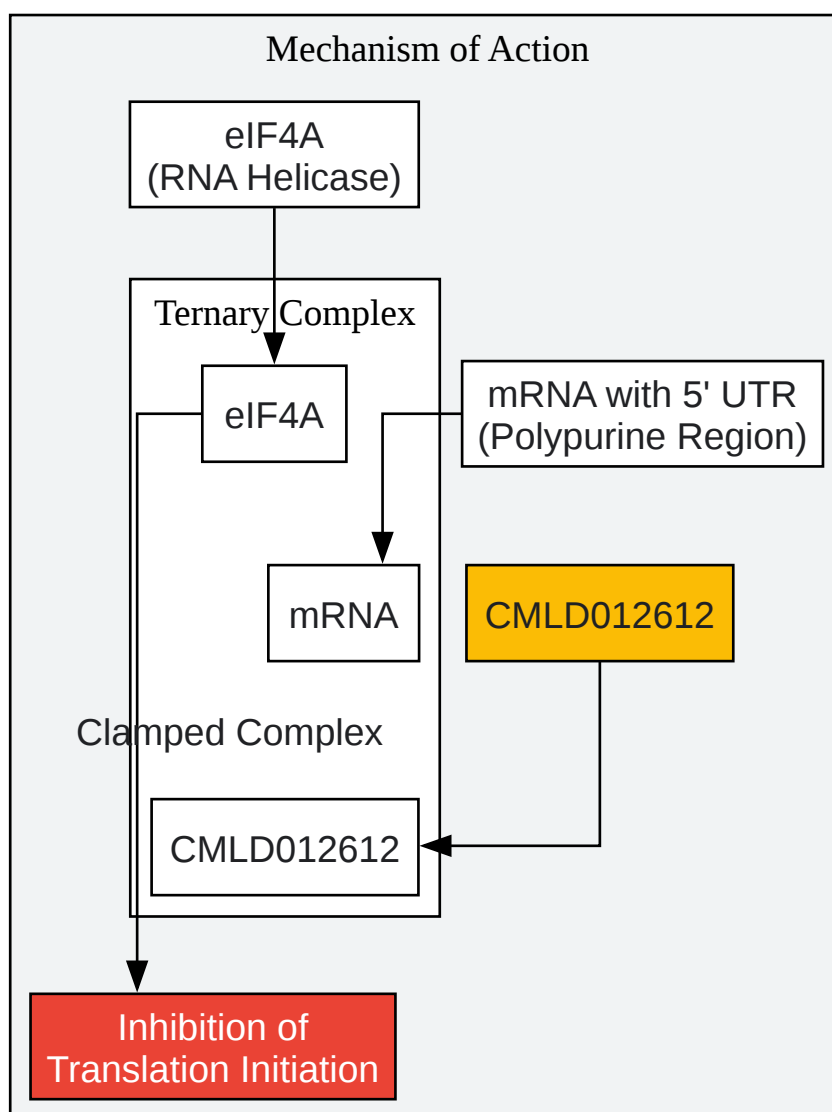 Mechanism of Action
eIF4A
(RNA Helicase)
Ternary Complex
eIF4A
mRNA with 5' UTR
(Polypurine Region)
mRNA
CMLD012612
Clamped Complex
CMLD012612
Inhibition of
Translation Initiation